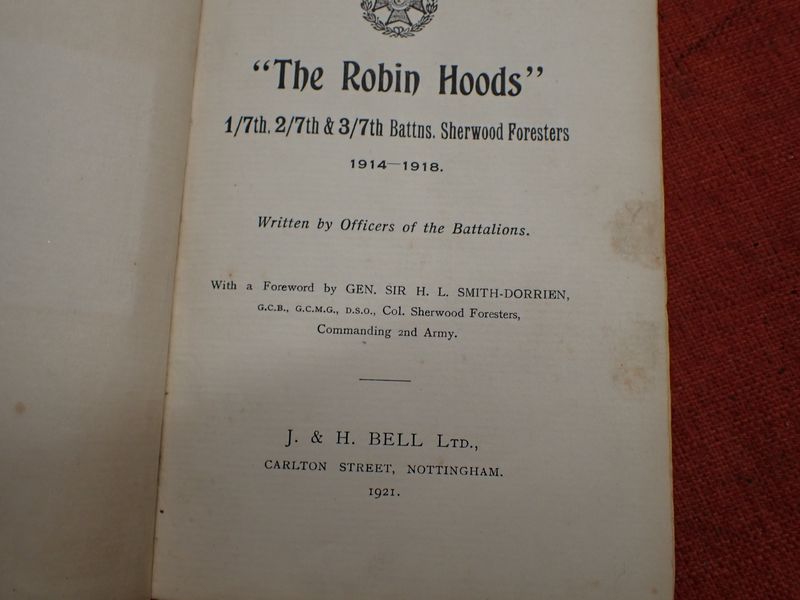 "The Robin Hoods"
1/7th, 2/7th & 3/7th Battns. Sherwood Foresters
1914—1918.
Written by Officers of the Battalions.
With a Foreword by GEN. SIR H. L. SMITH-DORRIEN,
G.C.B., G.C.M.G., D.S.O., Col. Sherwood Foresters,
Commanding 2nd Army.
J. & H. BELL LTD.,
CARLTON STREET, NOTTINGHAM.
1921.